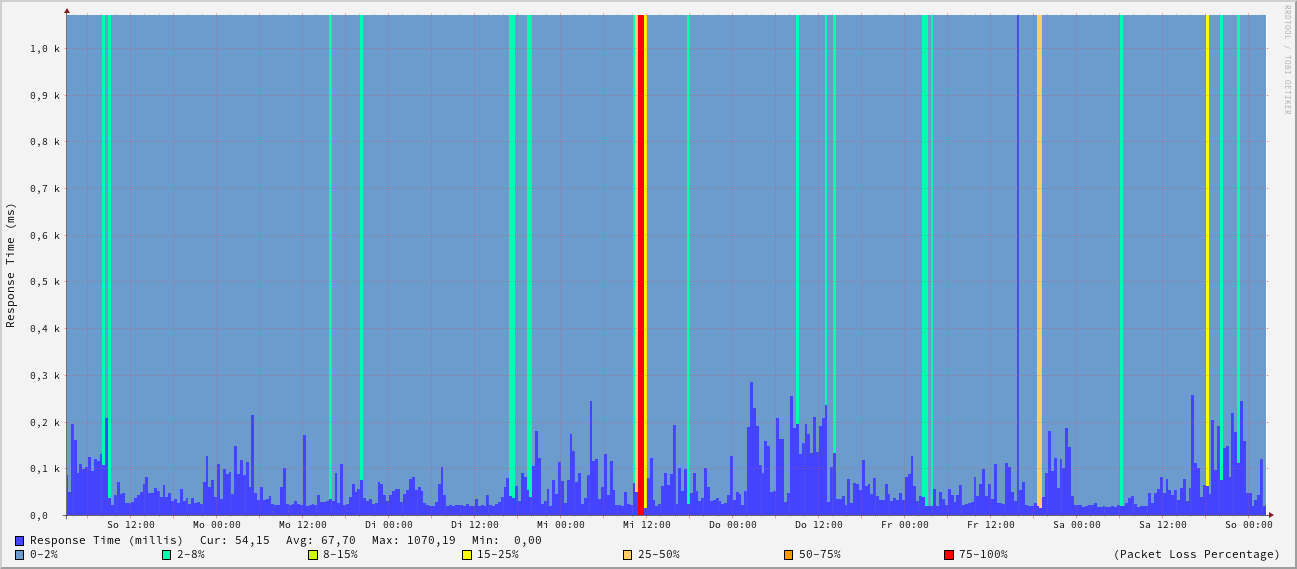 RRDTOOL / TOBI OETIKER
Response Time (ms)
1,0 k
0,9 k
0,8 k
0,7 k
0,6 k
0,5 k
0,4 k
0,3 k
0,2 k
0,1 k
0,0
So 12:00 Mo 00:00 Mo 12:00 Di 00:00 Di 12:00 Mi 00:00 Mi 12:00 Do 00:00 Do 12:00 Fr 00:00 Fr 12:00 Sa 00:00 Sa 12:00 So 00:00
Response Time (millis) Cur: 54,15 Avg: 67,70 Max: 1070,19 Min: 0,00
0-2% 2-8% 8-15% 15-25% 25-50% 50-75% 75-100% (Packet Loss Percentage)